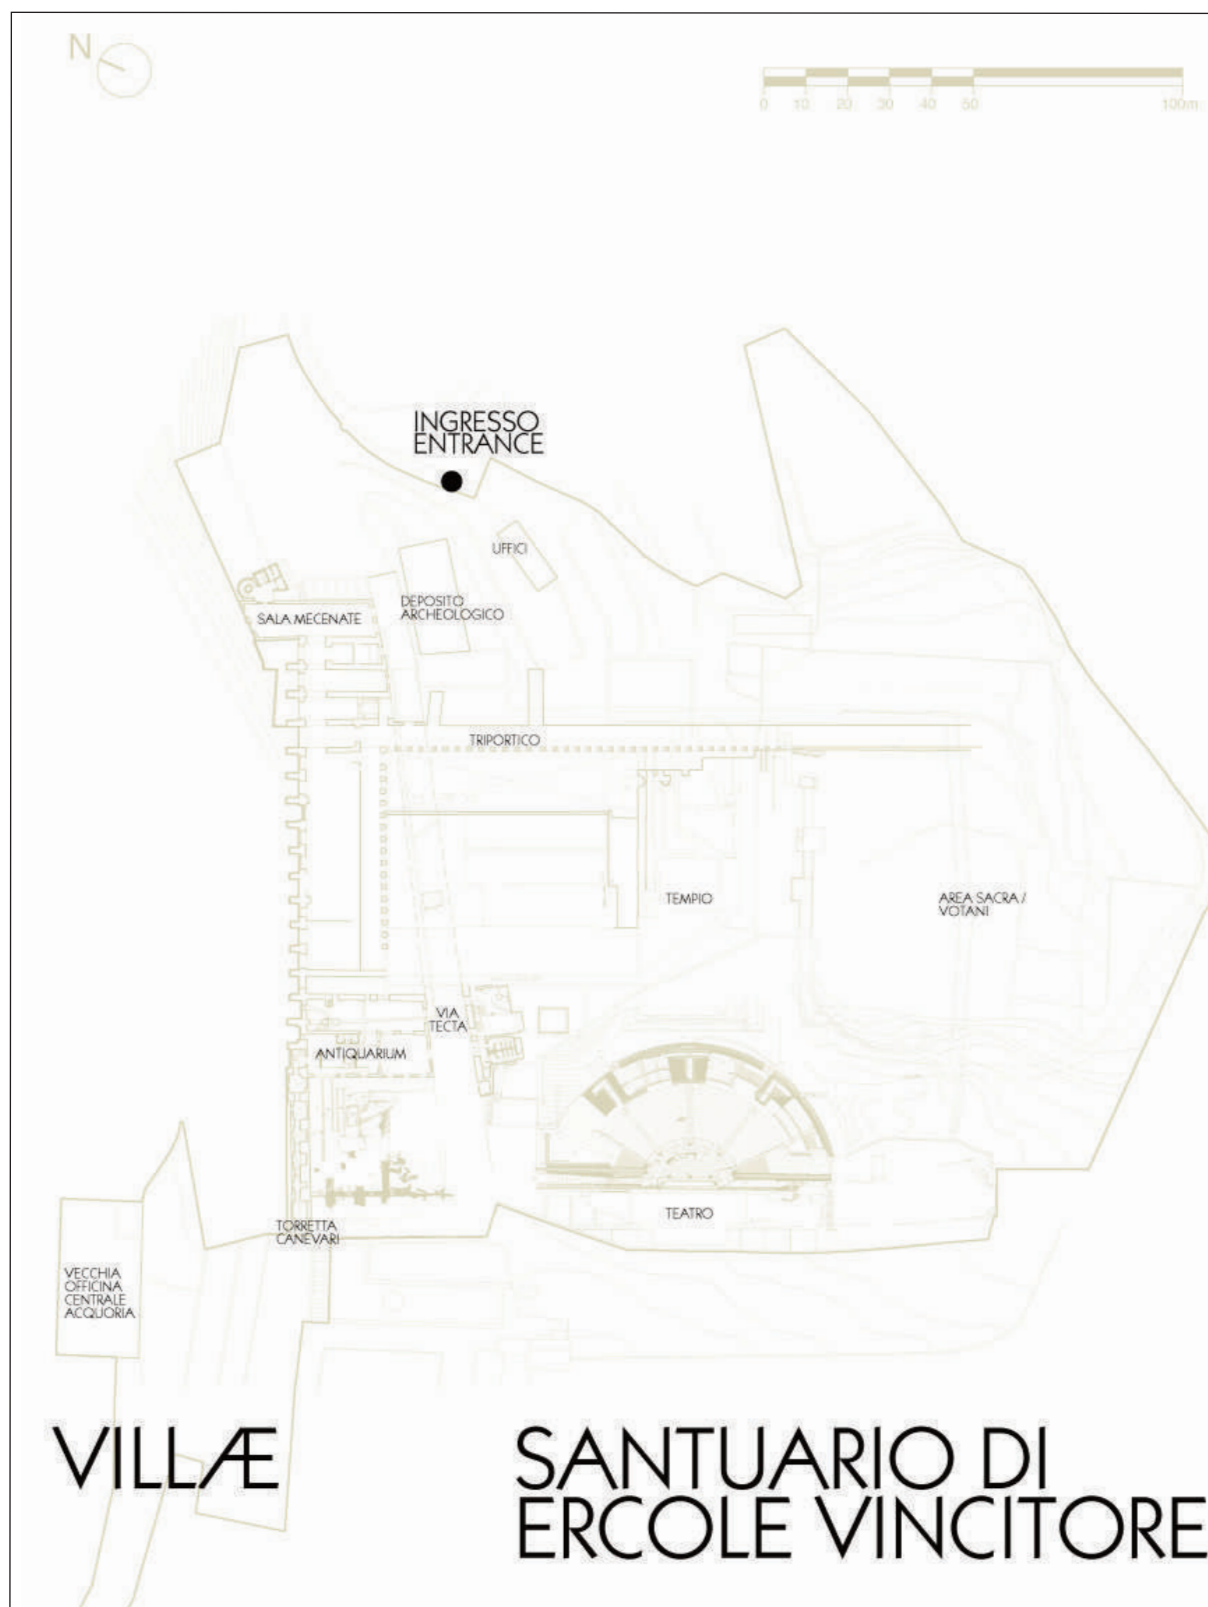 N
0 10 20 30 40 50 100m
INGRESSO
ENTRANCE
UFFICI
DEPOSITO
ARCHEOLOGICO
SALA MECENATE
TRIPORTICO
TEMPIO
AREA SACRA /
VOTANI
VIA
TECTA
ANTIQUARIUM
TEATRO
TORRETTA
CANEVARI
VECCHIA
OFFICINA
CENTRALE
ACQUORIA
VILLÆ
SANTUARIO DI
ERCOLE VINCITORE